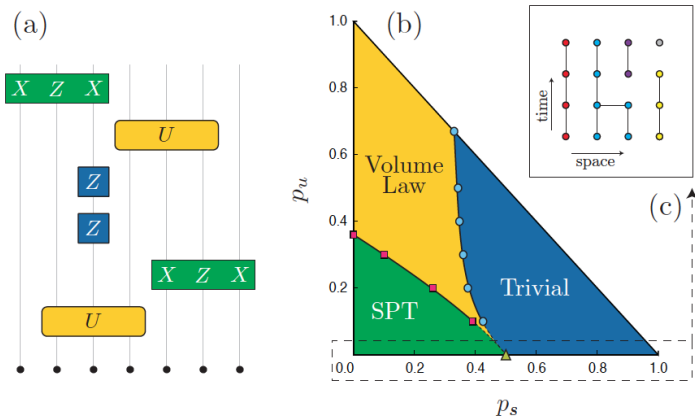 (a)
X Z X
U
Z
Z
X Z X
U
(b)
1.0
0.8
0.6
0.4
0.2
p_u
Volume
Law
SPT
Trivial
0.0 0.2 0.4 0.6 0.8 1.0
p_s
time
space
(c)